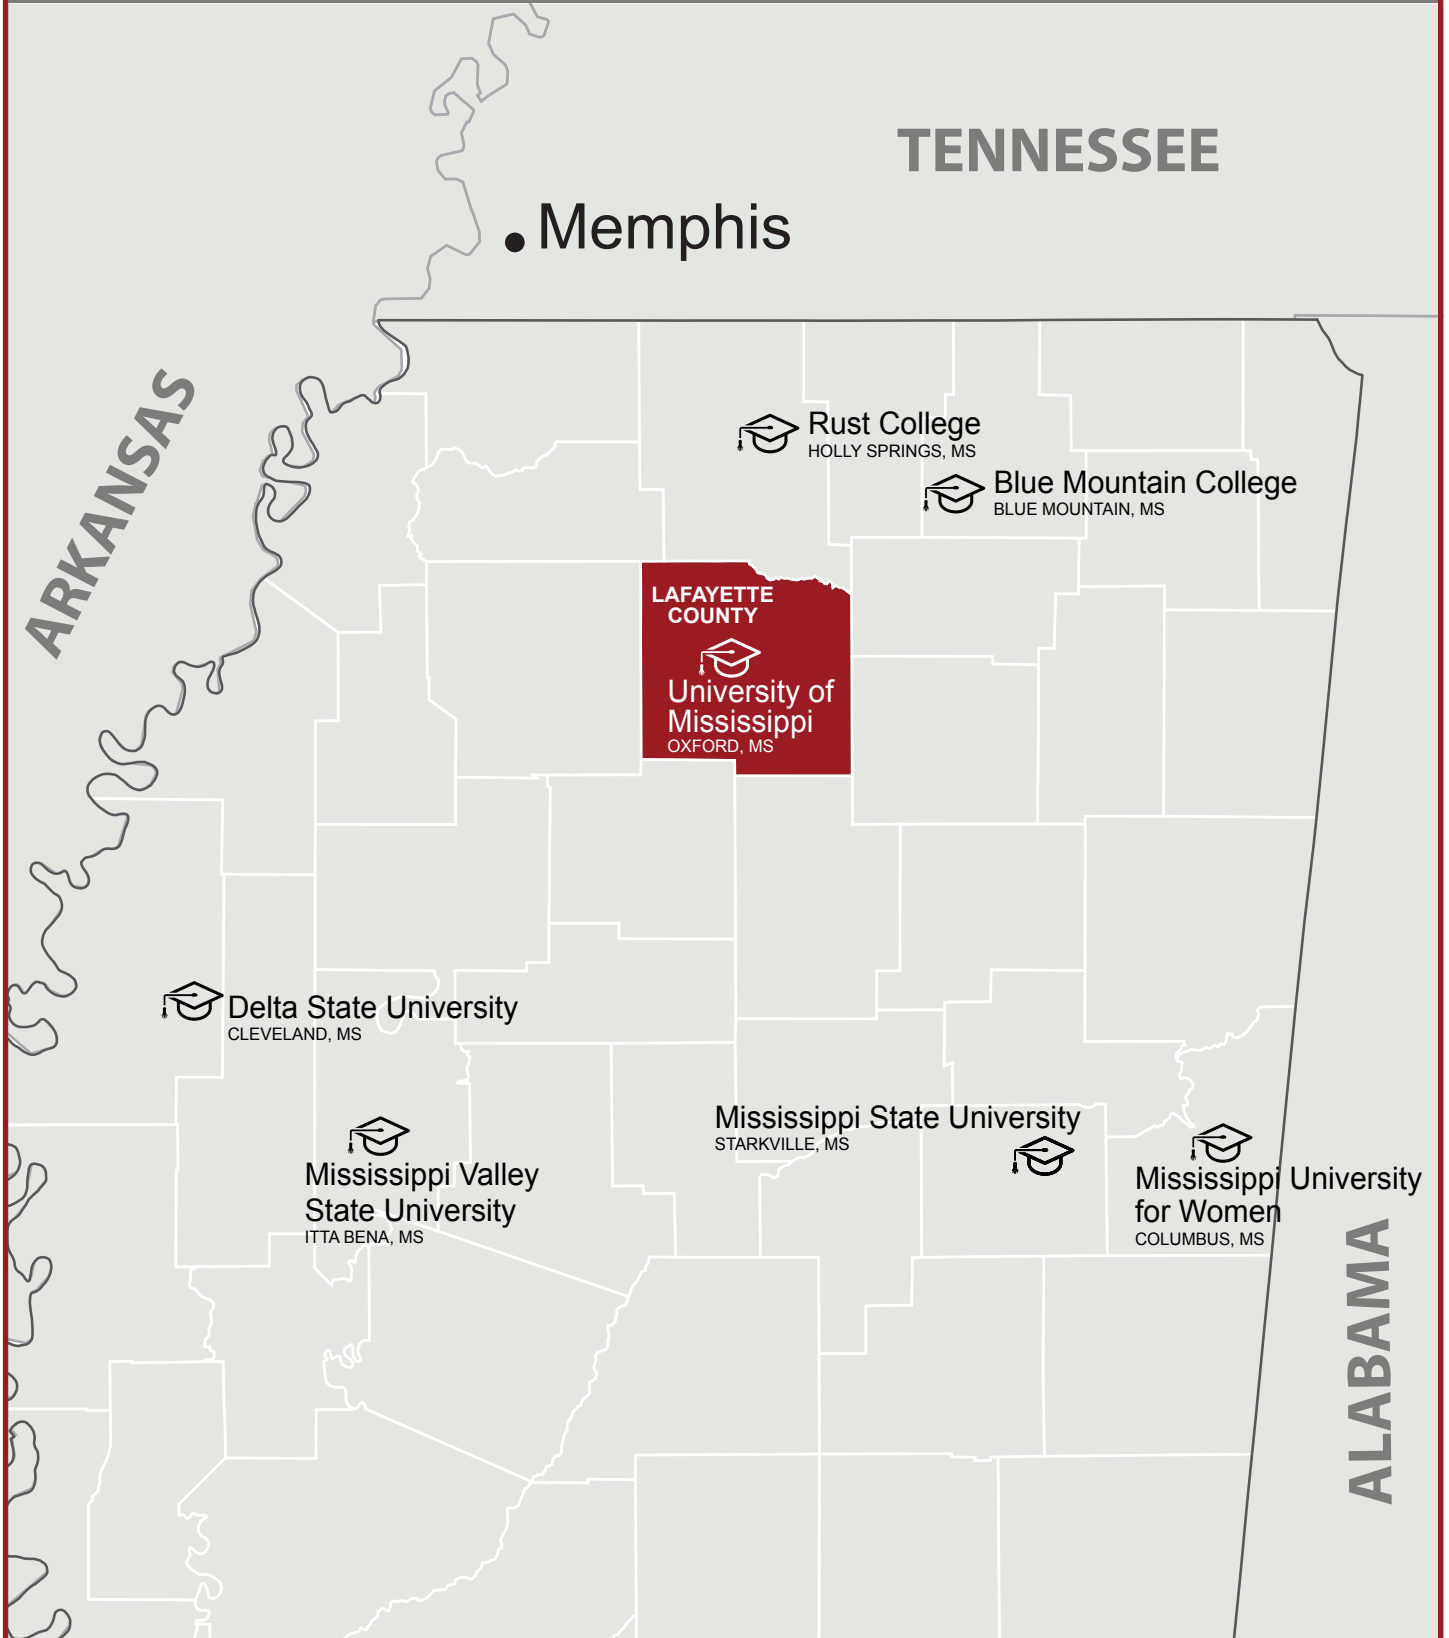 TENNESSEE
Memphis
ARKANSAS
Rust College
HOLLY SPRINGS, MS
Blue Mountain College
BLUE MOUNTAIN, MS
LAFAYETTE
COUNTY
University of
Mississippi
OXFORD, MS
Delta State University
CLEVELAND, MS
Mississippi State University
STARKVILLE, MS
Mississippi Valley
State University
ITTA BENA, MS
Mississippi University
for Women
COLUMBUS, MS
ALABAMA